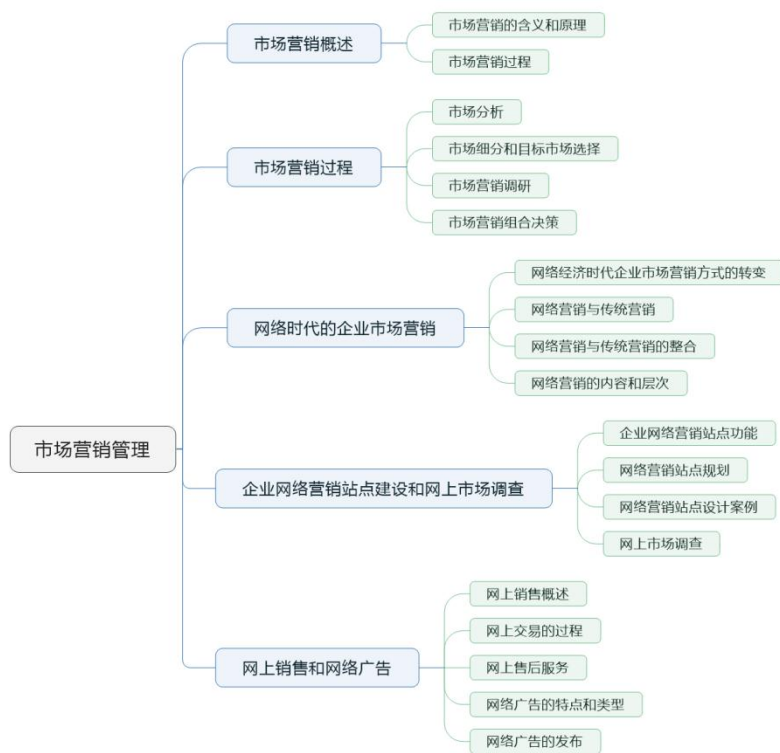 市场营销管理
市场营销概述
市场营销的含义和原理
市场营销过程
市场营销过程
市场分析
市场细分和目标市场选择
市场营销调研
市场营销组合决策
网络时代的企业市场营销
网络经济时代企业市场营销方式的转变
网络营销与传统营销
网络营销与传统营销的整合
网络营销的内容和层次
企业网络营销站点建设和网上市场调查
企业网络营销站点功能
网络营销站点规划
网络营销站点设计案例
网上市场调查
网上销售和网络广告
网上销售概述
网上交易的过程
网上售后服务
网络广告的特点和类型
网络广告的发布